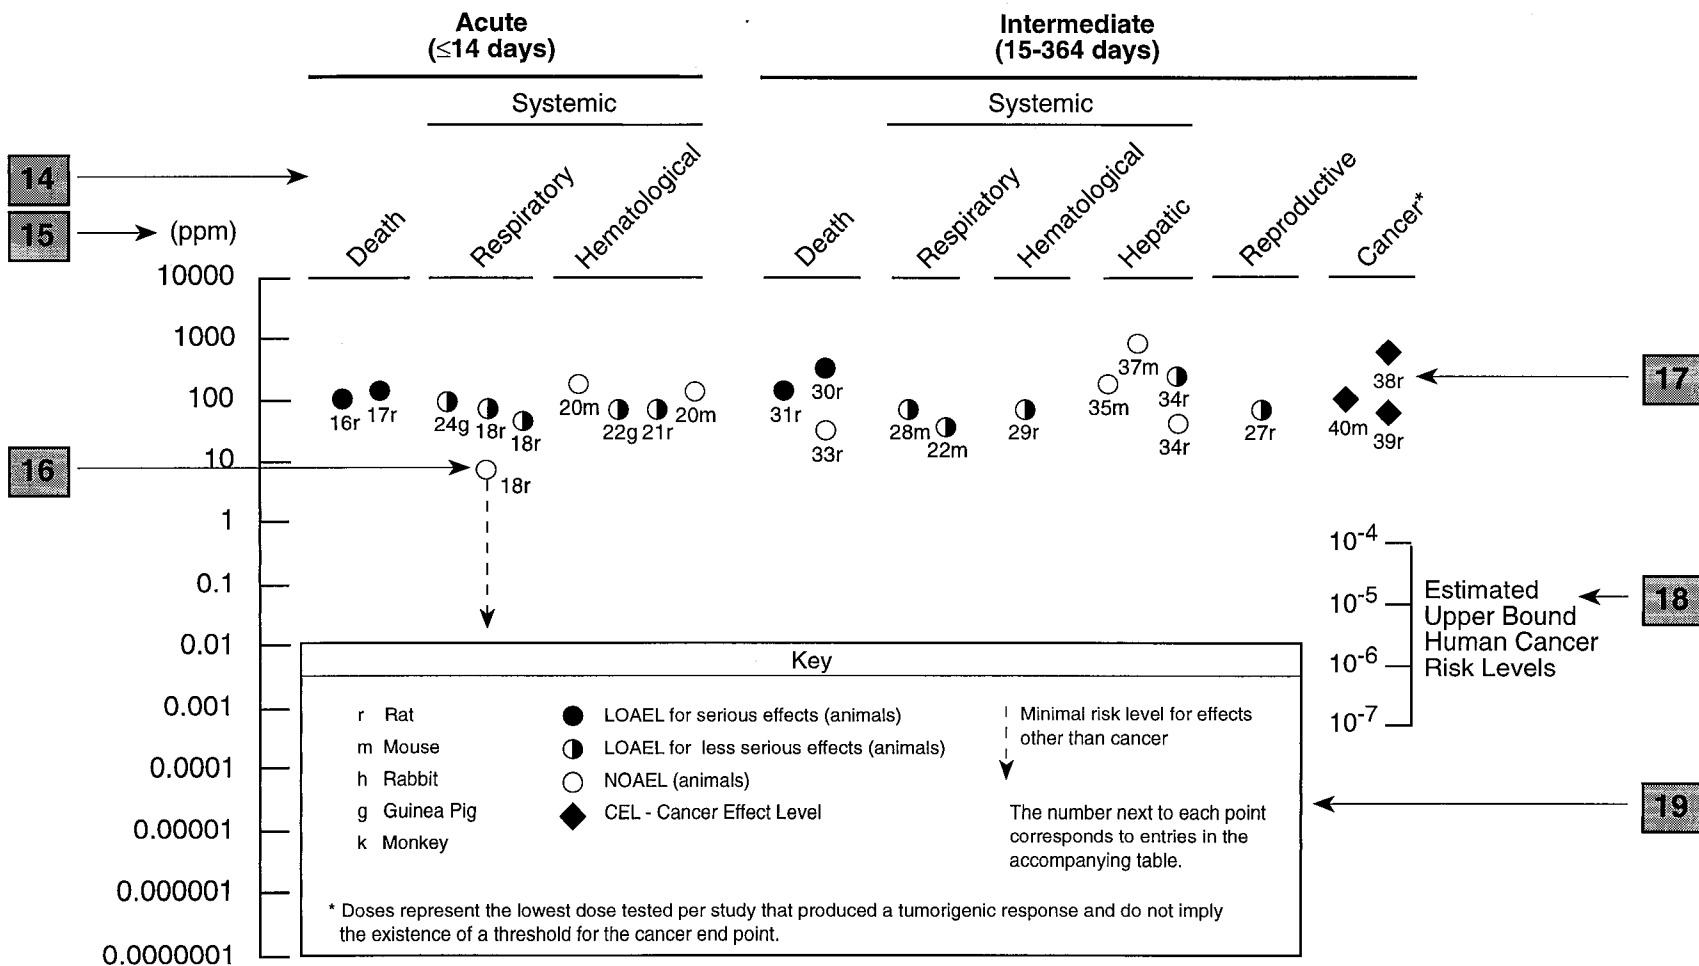 Acute
(≤14 days)
Intermediate
(15-364 days)
Systemic
Systemic
14
15
(ppm)
Death
Respiratory
Hematological
Death
Respiratory
Hematological
Hepatic
Reproductive
Cancer*
10000
1000
100
10
1
0.1
0.01
0.001
0.0001
0.00001
0.000001
0.0000001
16r
17r
24g
18r
18r
18r
20m
22g
21r
20m
31r
30r
33r
28m
22m
29r
37m
35m
34r
34r
27r
40m
38r
39r
16
17
18
19
10-4
10-5
10-6
10-7
Estimated
Upper Bound
Human Cancer
Risk Levels
Key
r Rat
m Mouse
h Rabbit
g Guinea Pig
k Monkey
LOAEL for serious effects (animals)
LOAEL for less serious effects (animals)
NOAEL (animals)
CEL - Cancer Effect Level
Minimal risk level for effects
other than cancer
The number next to each point
corresponds to entries in the
accompanying table.
* Doses represent the lowest dose tested per study that produced a tumorigenic response and do not imply
the existence of a threshold for the cancer end point.